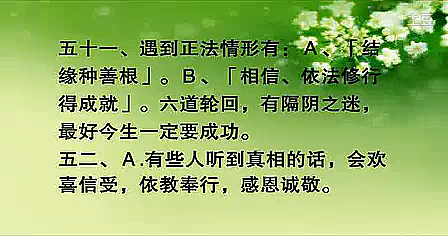 五十一、遇到正法情形有：Ａ、「结
缘种善根」。Ｂ、「相信、依法修行
得成就」。六道轮回，有隔阴之迷，
最好今生一定要成功。
五二、Ａ.有些人听到真相的话，会欢
喜信受，依教奉行，感恩诚敬。